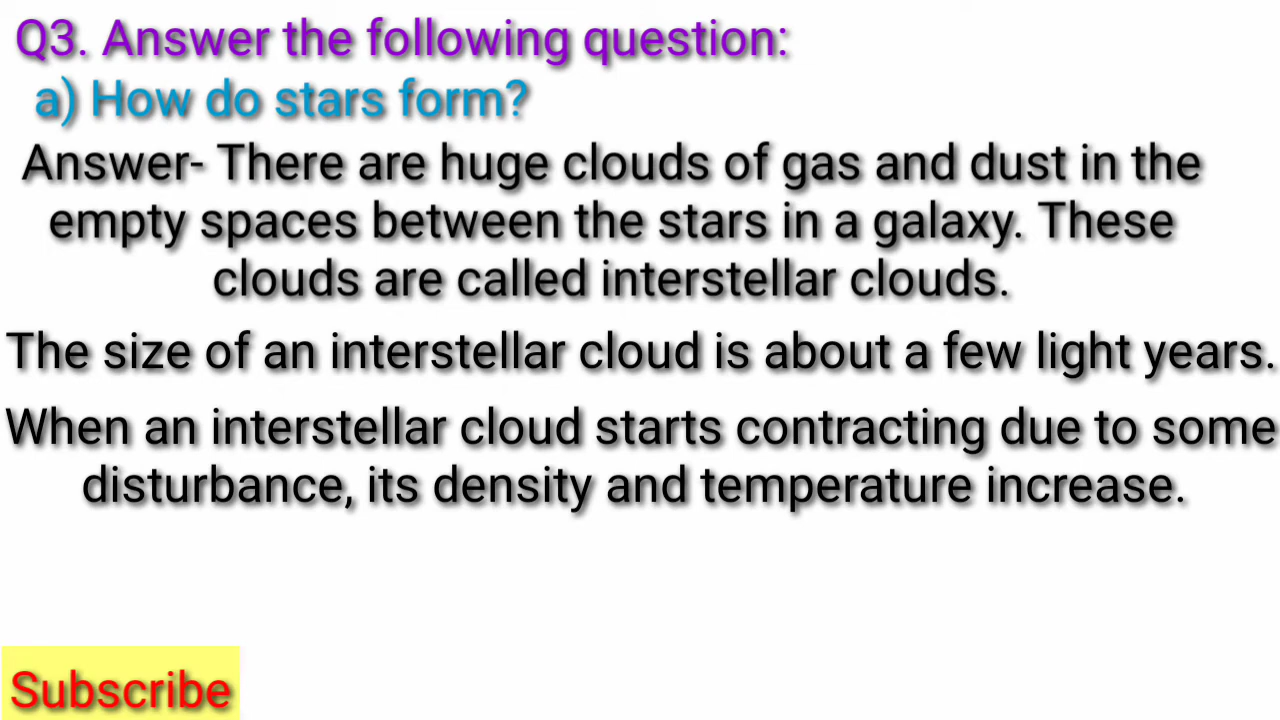 Q3. Answer the following question:
a) How do stars form?
Answer- There are huge clouds of gas and dust in the
empty spaces between the stars in a galaxy. These
clouds are called interstellar clouds.
The size of an interstellar cloud is about a few light years.
When an interstellar cloud starts contracting due to some
disturbance, its density and temperature increase.
Subscribe